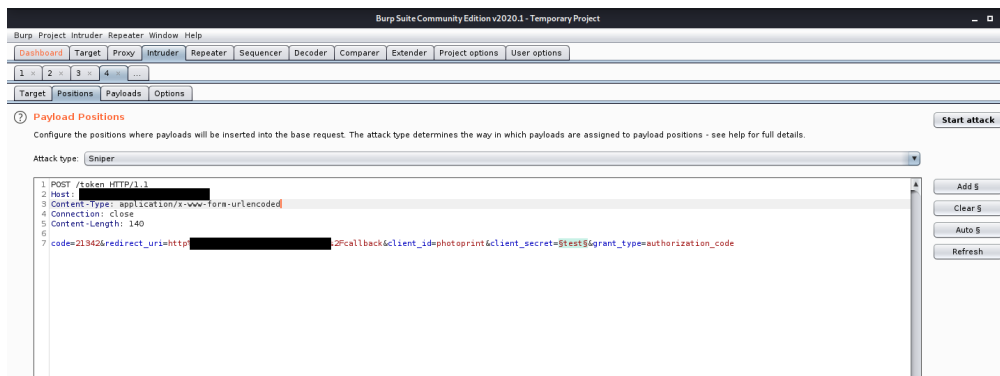 Burp Suite Community Edition v2020.1 - Temporary Project
Burp Project Intruder Repeater Window Help
Dashboard Target Proxy Intruder Repeater Sequencer Decoder Comparer Extender Project options User options
1 × 2 × 3 × 4 × ...
Target Positions Payloads Options
? Payload Positions
Start attack
Configure the positions where payloads will be inserted into the base request. The attack type determines the way in which payloads are assigned to payload positions - see help for full details.
Attack type: Sniper
1 POST /token HTTP/1.1
2 Host:
3 Content-Type: application/x-www-form-urlencoded
4 Connection: close
5 Content-Length: 140
6
7 code=21342&redirect_uri=http 2Fcallback&client_id=photoprint&client_secret=§test§&grant_type=authorization_code
Add §
Clear §
Auto §
Refresh